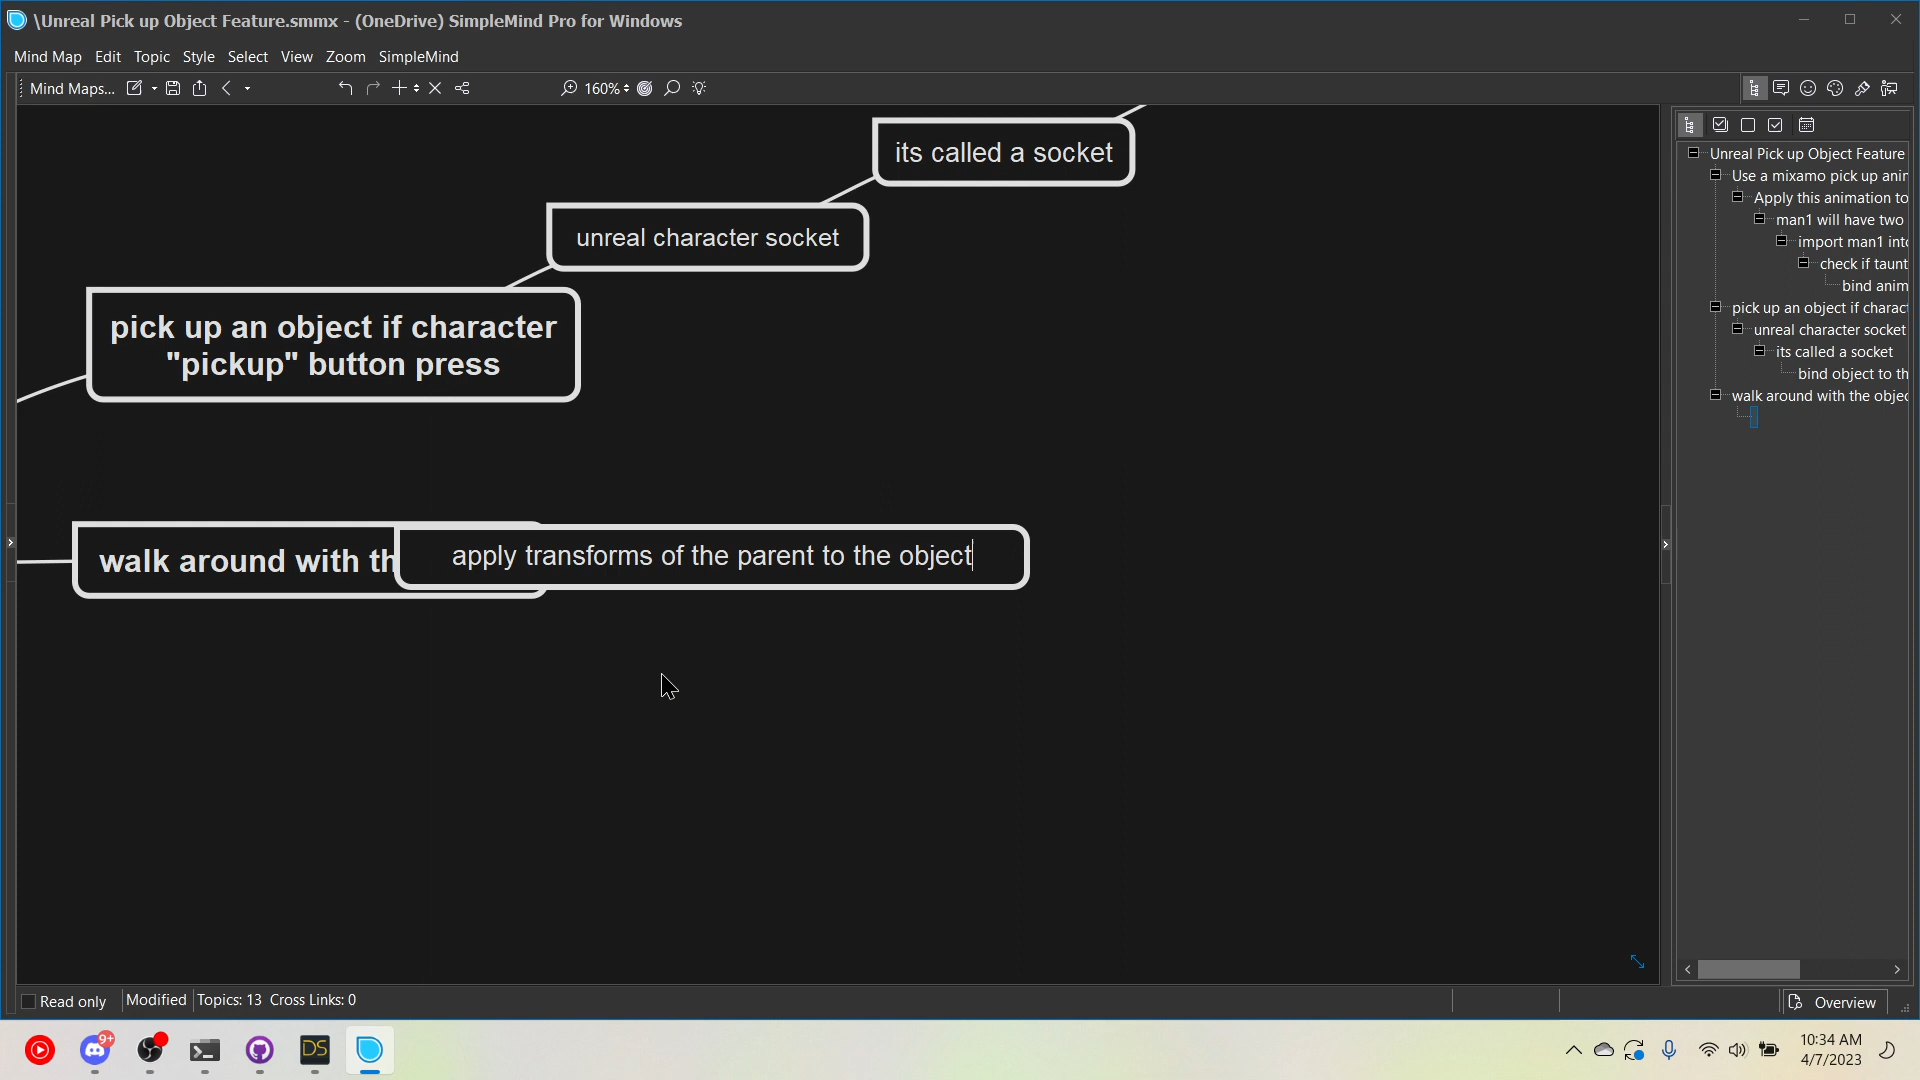 \Unreal Pick up Object Feature.smmx - (OneDrive) SimpleMind Pro for Windows
Mind Map Edit Topic Style Select View Zoom SimpleMind
Mind Maps... 160%
its called a socket
unreal character socket
pick up an object if character
"pickup" button press
walk around with th
apply transforms of the parent to the object
Unreal Pick up Object Feature
Use a mixamo pick up anim
Apply this animation to
man1 will have two
import man1 into
check if taunt
bind anim
pick up an object if charact
unreal character socket
its called a socket
bind object to th
walk around with the objec
Read only Modified Topics: 13 Cross Links: 0
Overview
9+
DS
10:34 AM
4/7/2023